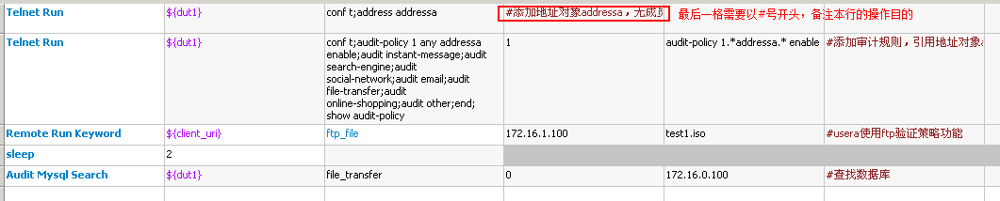 Telnet Run ${dut1} conf t;address addressa #添加地址对象addressa，无成员 最后一格需要以#号开头，备注本行的操作目的
Telnet Run ${dut1} conf t;audit-policy 1 any addressa 1 audit-policy 1.*addressa.* enable #添加审计规则，引用地址对象a
enable;audit instant-message;audit
search-engine;audit
social-network;audit email;audit
file-transfer;audit
online-shopping;audit other;end;
show audit-policy
Remote Run Keyword ${client_uri} ftp_file 172.16.1.100 test1.iso #usera使用ftp验证策略功能
sleep 2
Audit Mysql Search ${dut1} file_transfer 0 172.16.0.100 #查找数据库